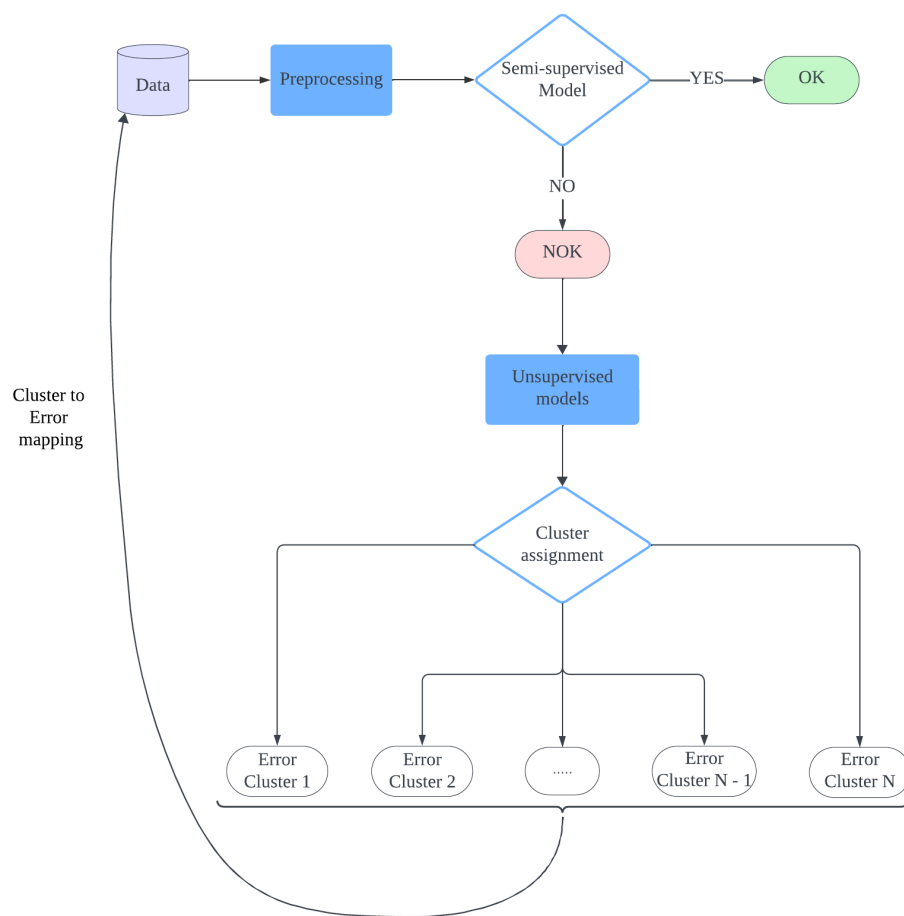 Data
Preprocessing
Semi-supervised
Model
YES
OK
NO
NOK
Unsupervised
models
Cluster to
Error
mapping
Cluster
assignment
Error
Cluster 1
Error
Cluster 2
.....
Error
Cluster N - 1
Error
Cluster N